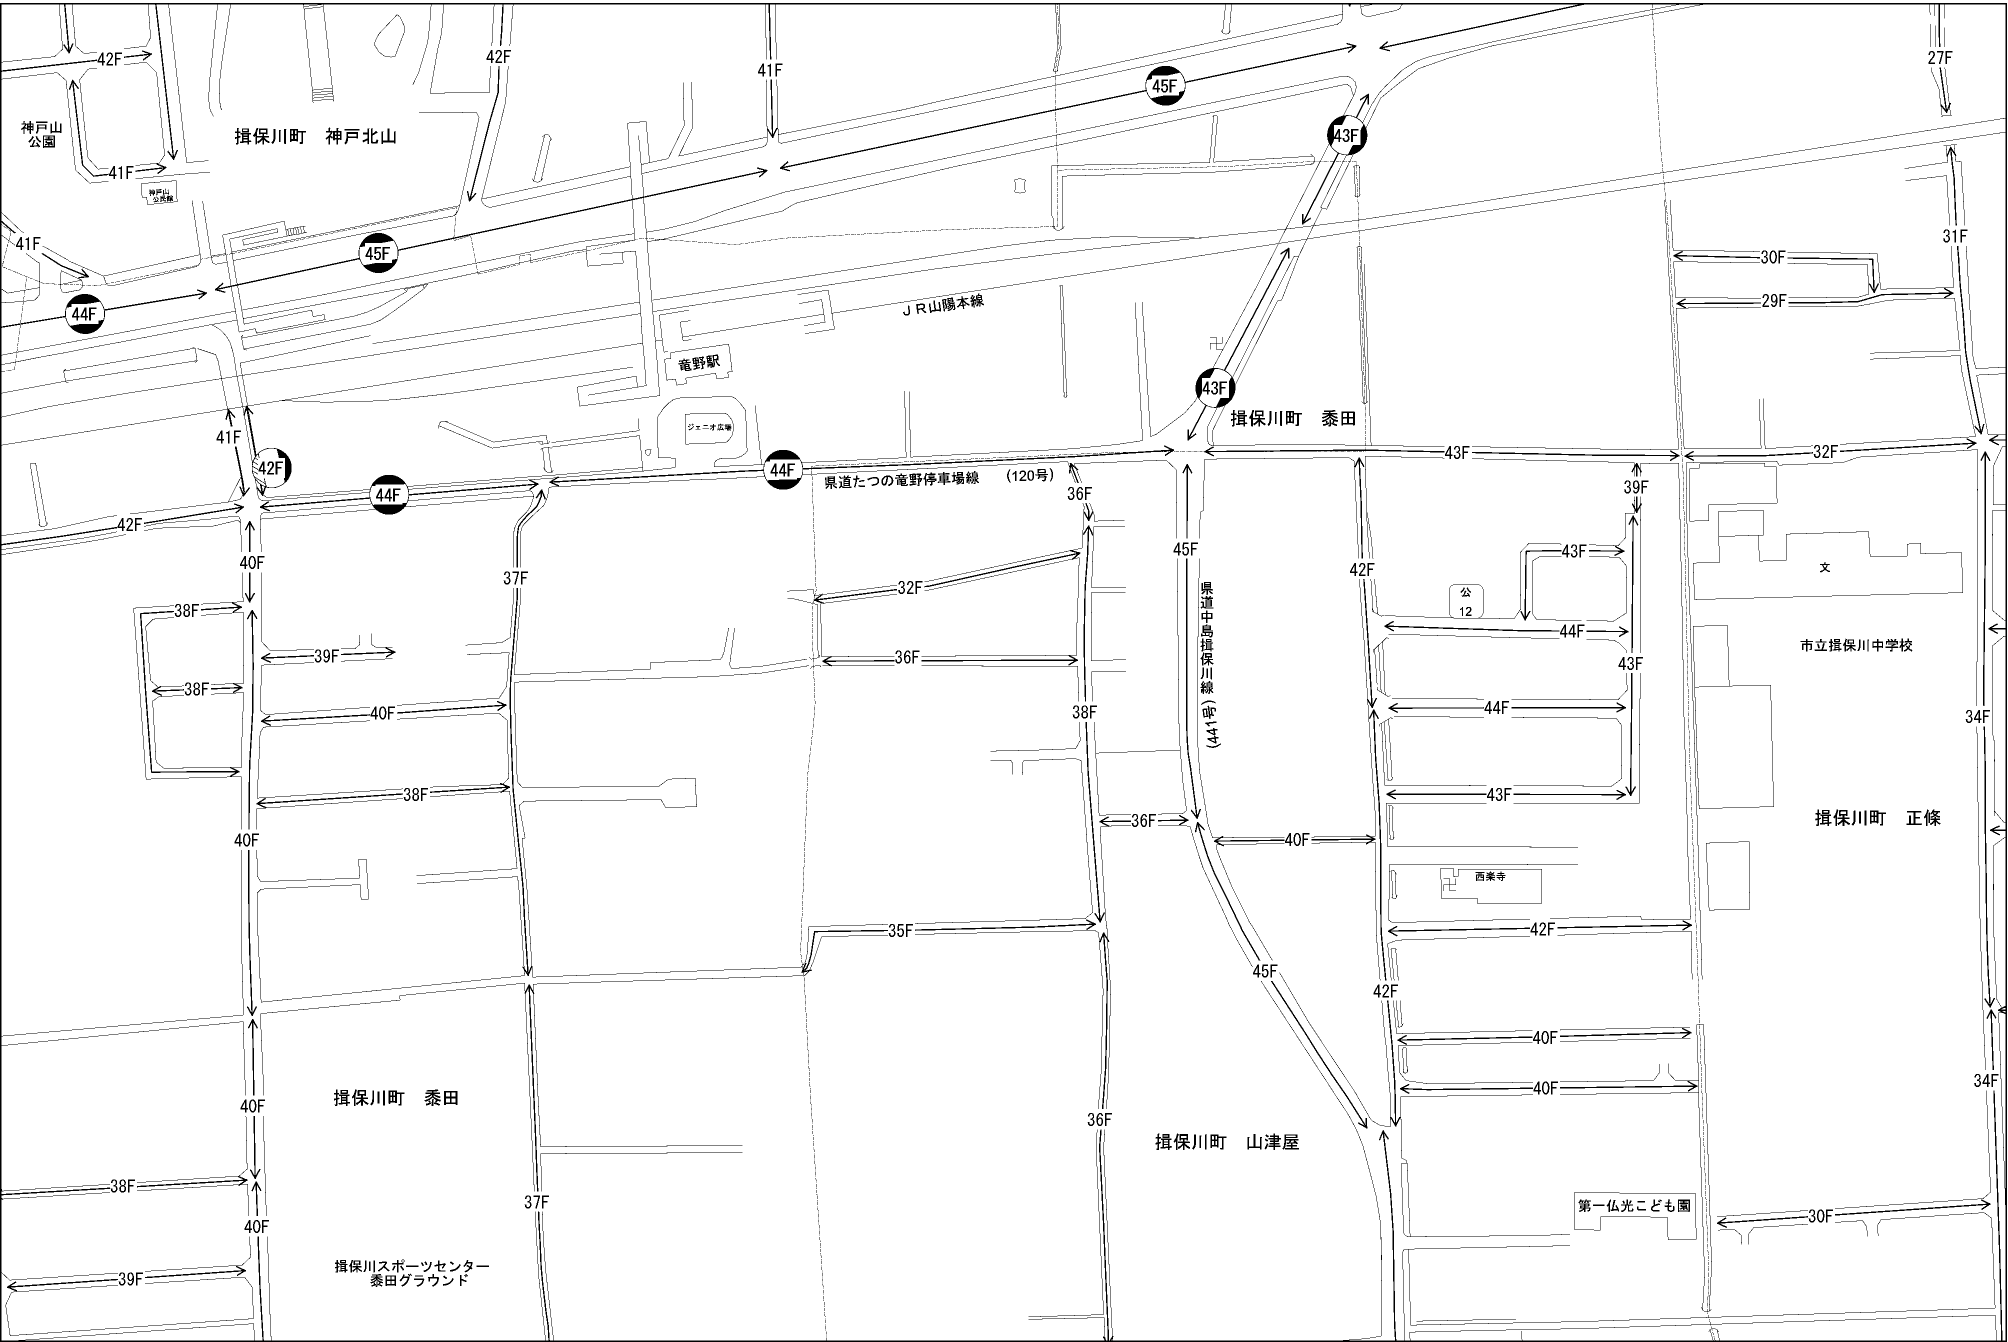 42F
42F
41F
27F
45F
神戸山
公園
揖保川町　神戸北山
43F
41F
神戸山
公民館
41F
45F
31F
30F
29F
44F
ＪＲ山陽本線
竜野駅
43F
揖保川町　黍田
ジェニオ広場
41F
42F
44F
44F
県道たつの竜野停車場線　(120号)
43F
32F
42F
36F
39F
40F
37F
32F
45F
42F
43F
文
公
12
県道中島揖保川線(441号)
38F
39F
36F
44F
43F
市立揖保川中学校
38F
40F
38F
44F
34F
38F
43F
36F
揖保川町　正條
40F
40F
西楽寺
35F
42F
45F
42F
40F
34F
40F
揖保川町　黍田
40F
36F
揖保川町　山津屋
38F
37F
第一仏光こども園
30F
40F
揖保川スポーツセンター
黍田グラウンド
39F